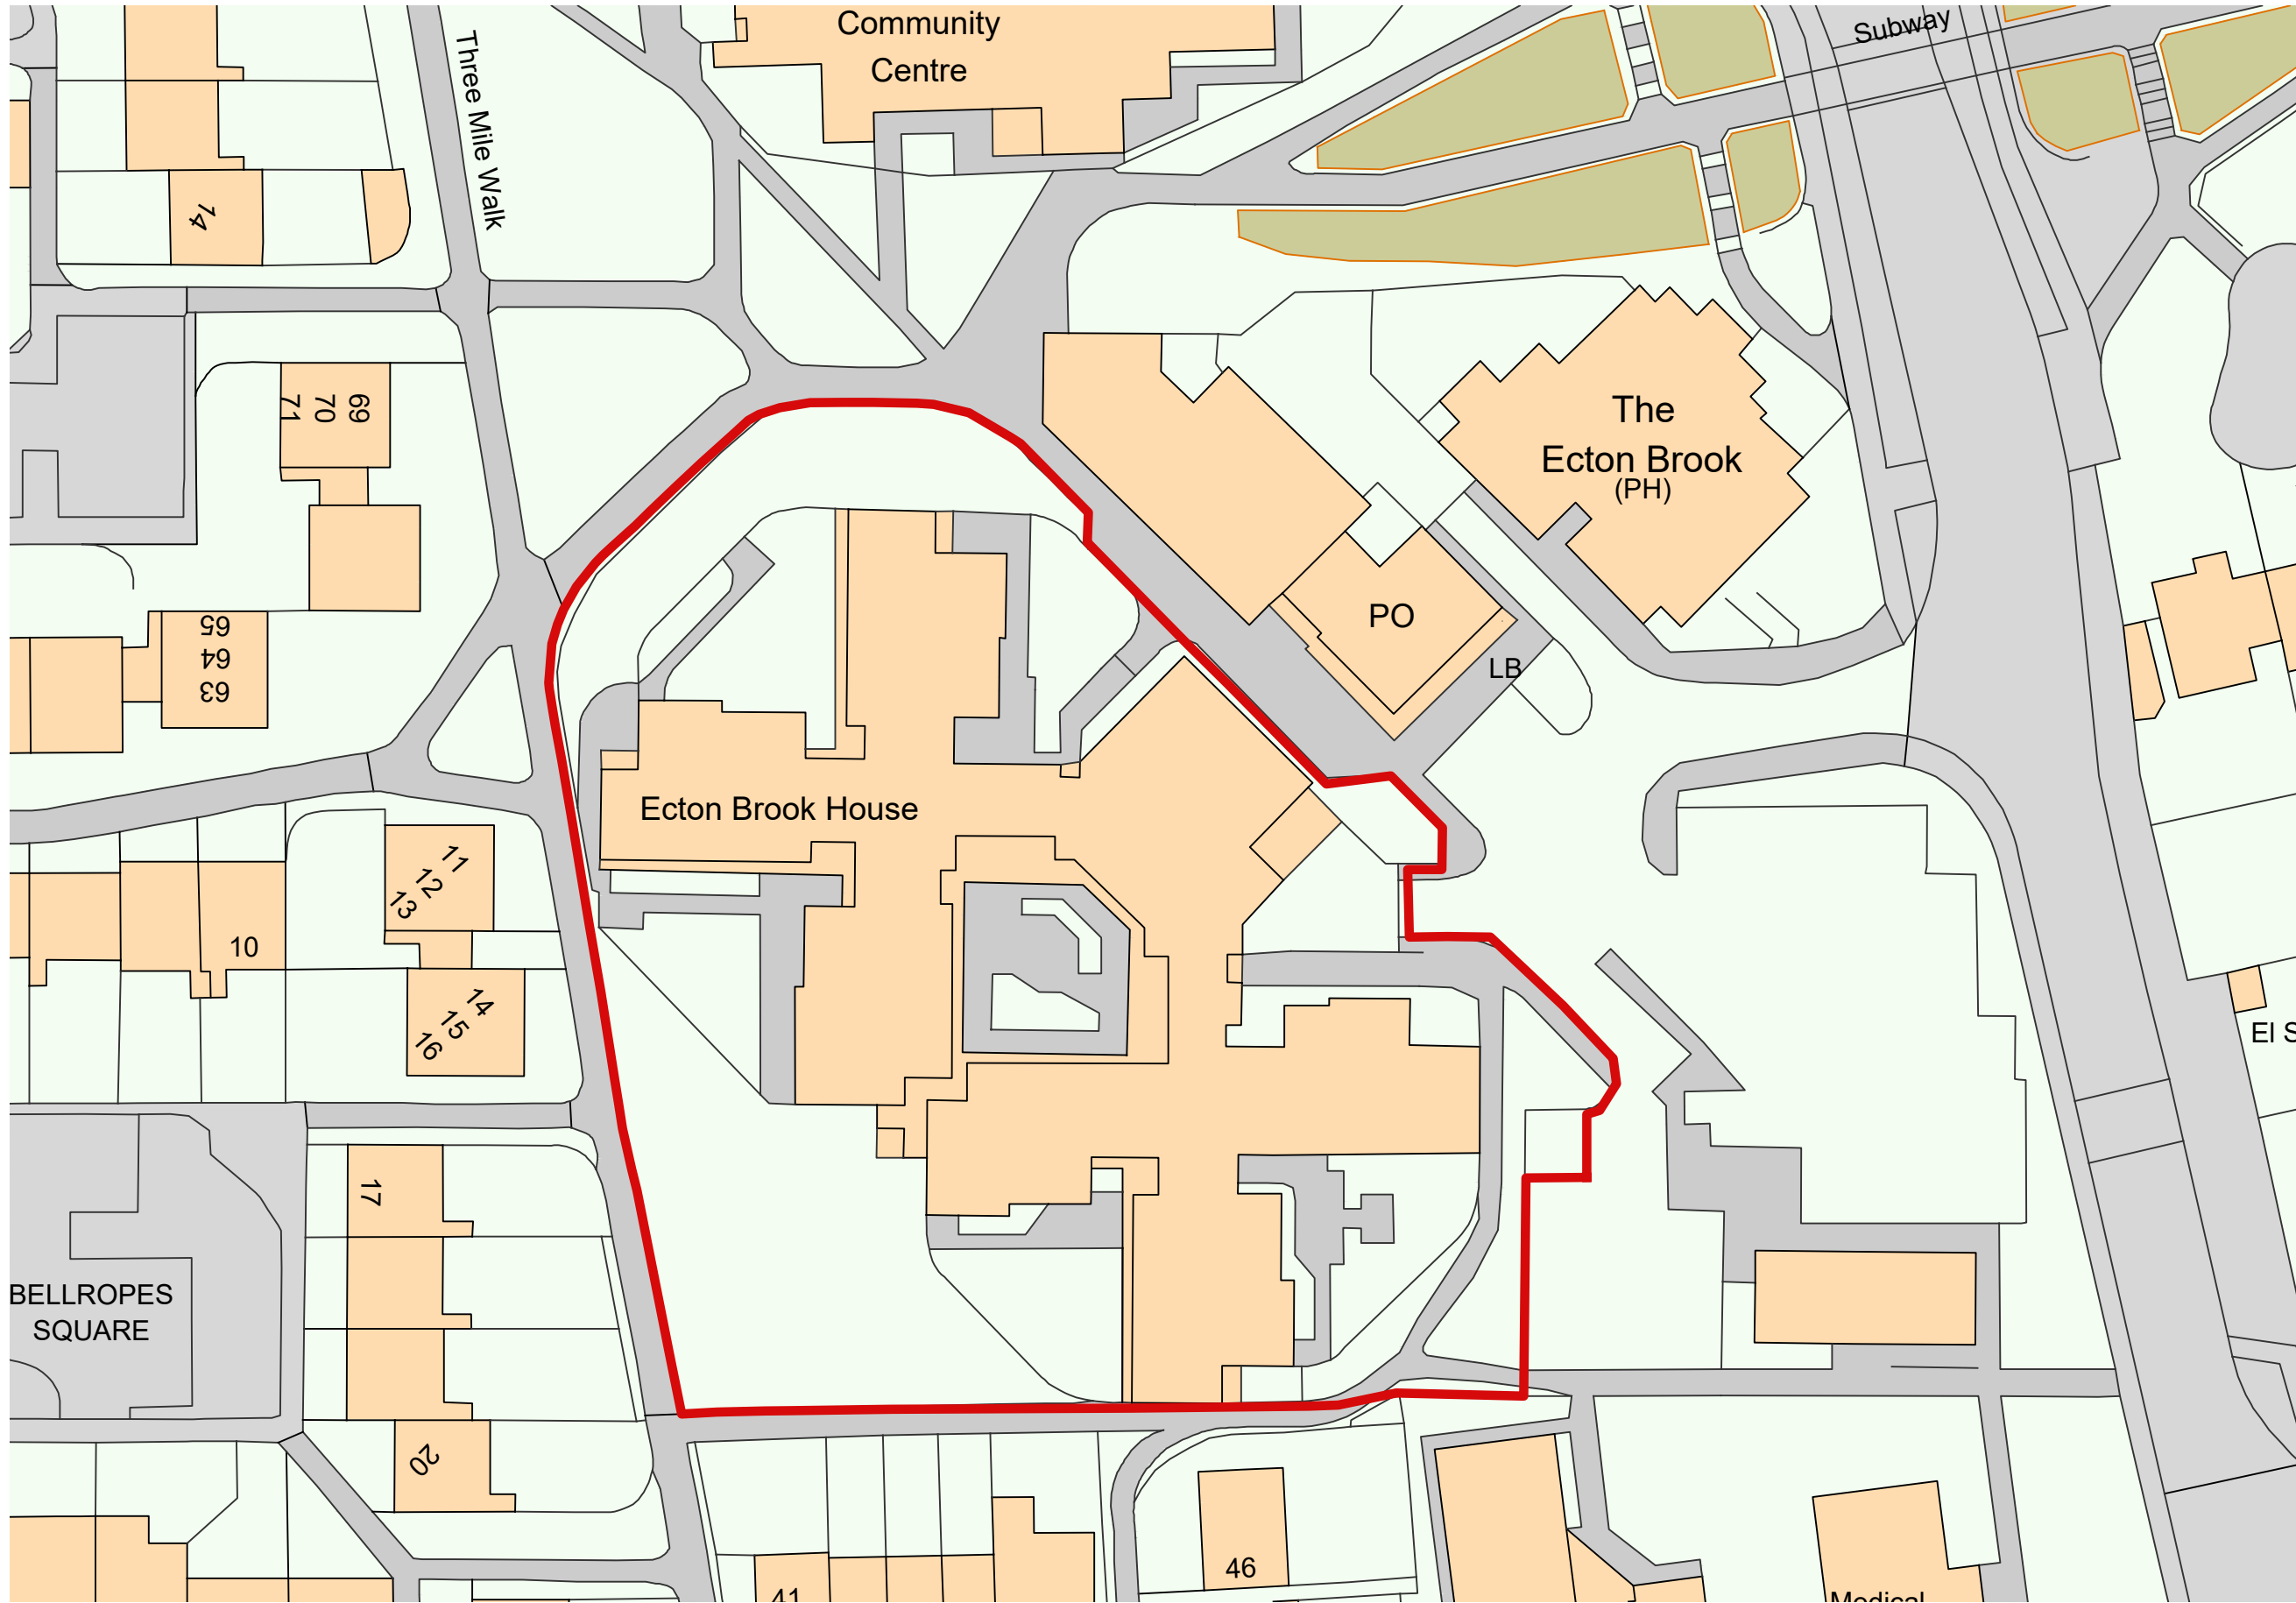 Community
Centre
Subway
Three Mile Walk
14
The
Ecton Brook
(PH)
69
70
71
PO
65
64
63
LB
Ecton Brook House
11
12
13
10
14
15
16
El S
17
BELLROPES
SQUARE
20
46
41
Medical